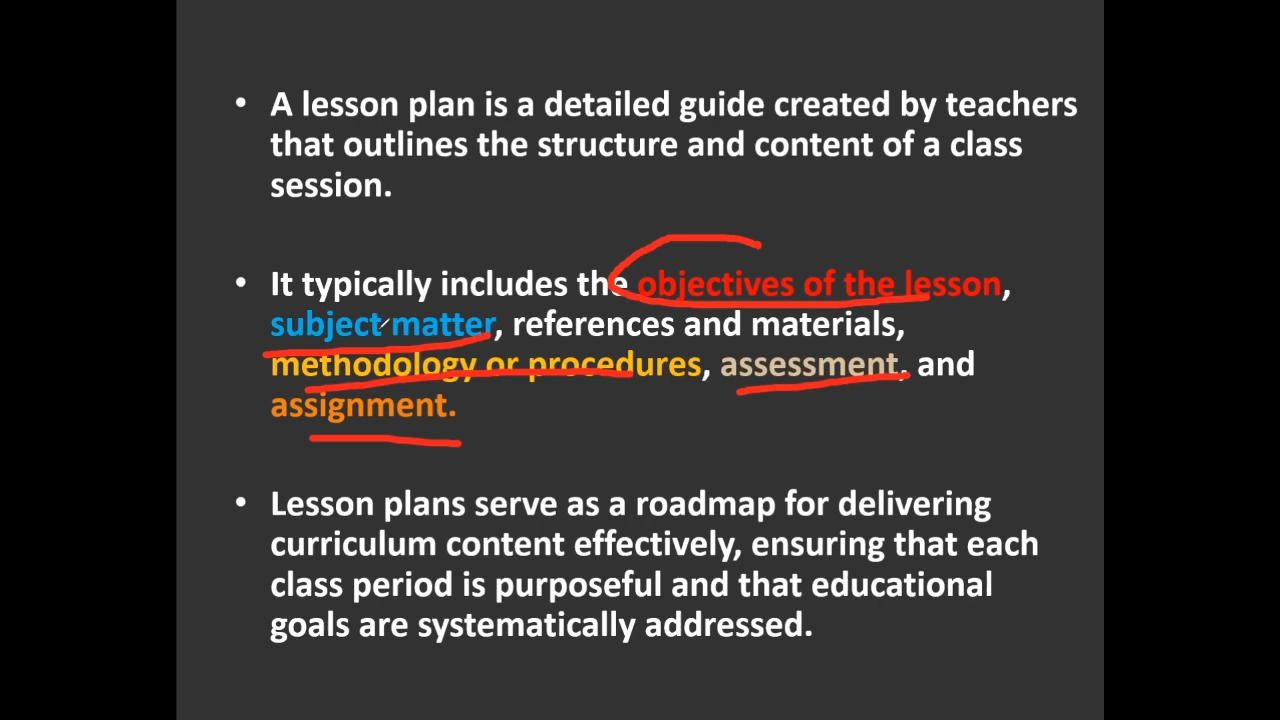 • A lesson plan is a detailed guide created by teachers
that outlines the structure and content of a class
session.
• It typically includes the objectives of the lesson,
subject matter, references and materials,
methodology or procedures, assessment, and
assignment.
• Lesson plans serve as a roadmap for delivering
curriculum content effectively, ensuring that each
class period is purposeful and that educational
goals are systematically addressed.